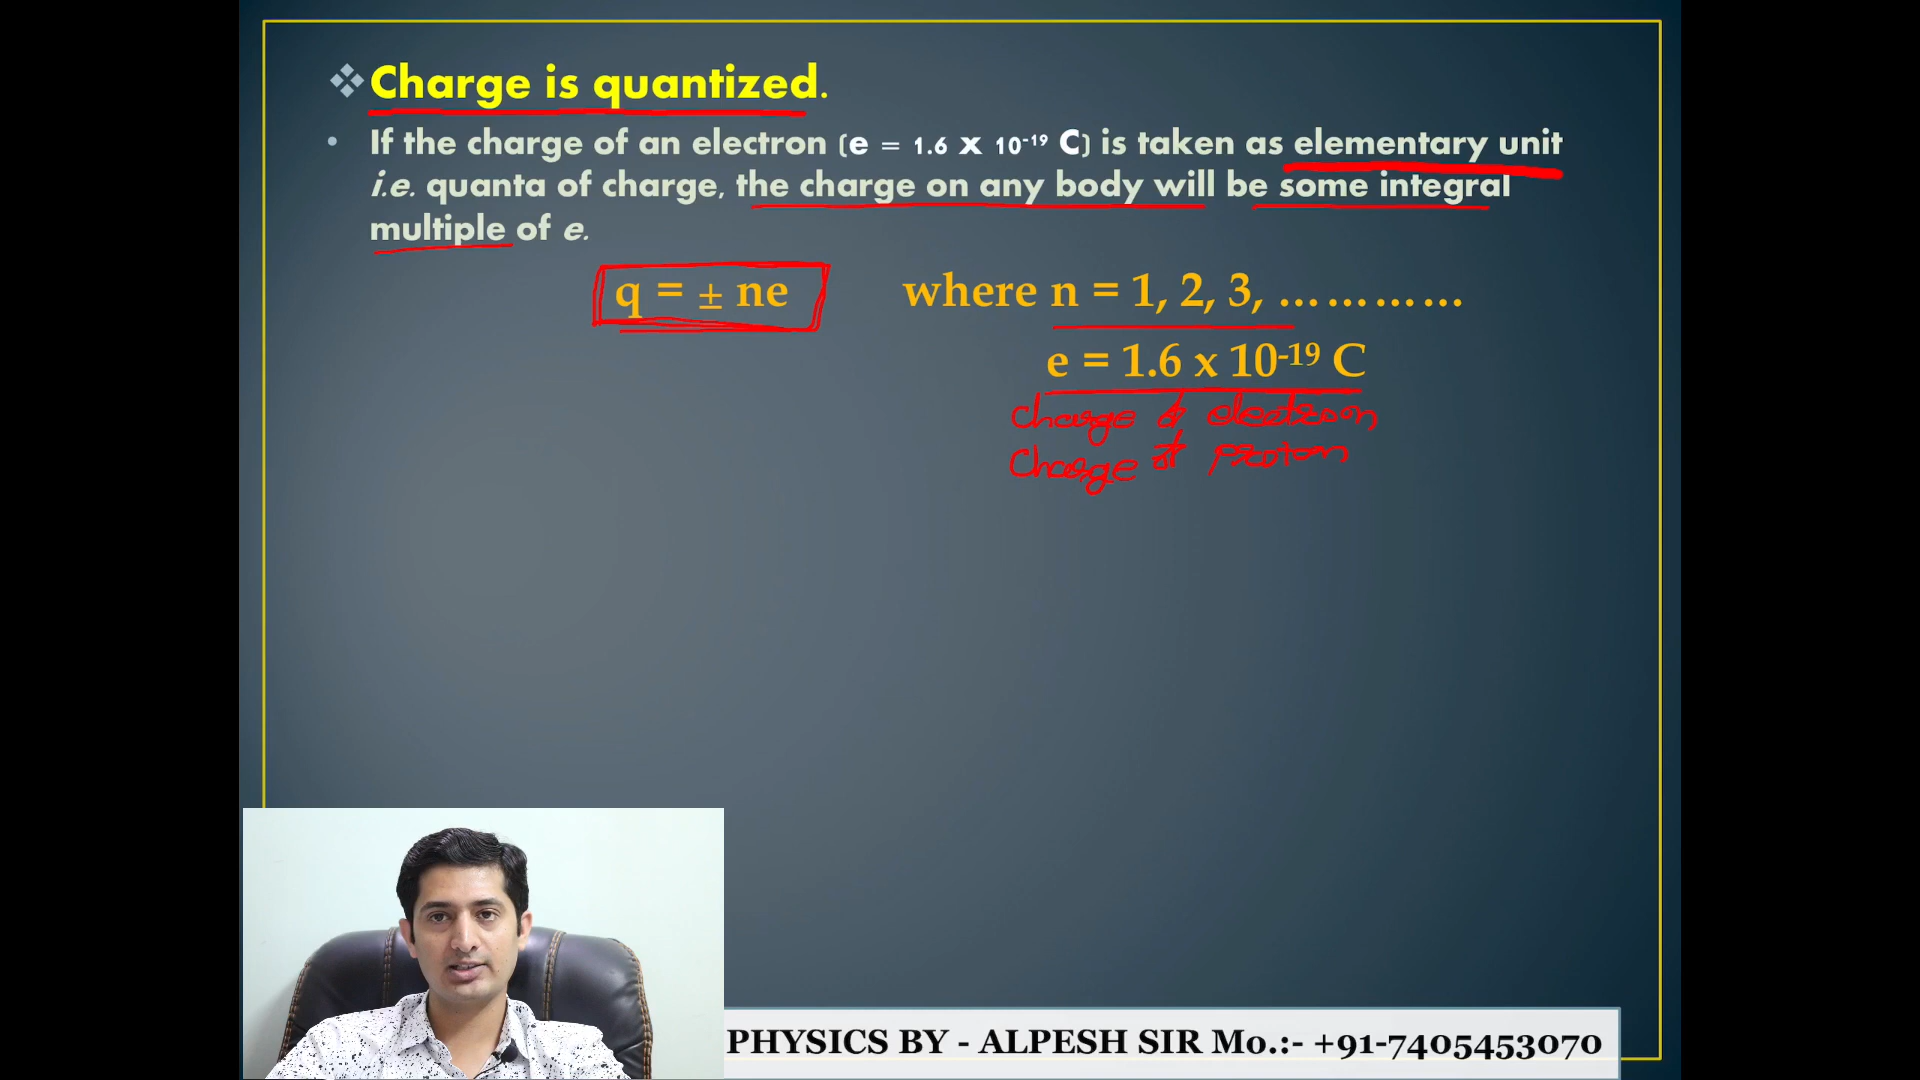 ❖Charge is quantized.
• If the charge of an electron (e = 1.6 x 10⁻¹⁹ C) is taken as elementary unit
i.e. quanta of charge, the charge on any body will be some integral
multiple of e.
q = ± ne where n = 1, 2, 3, …………
e = 1.6 x 10⁻¹⁹ C
Charge of electron
Charge of proton
PHYSICS BY - ALPESH SIR Mo.:- +91-7405453070